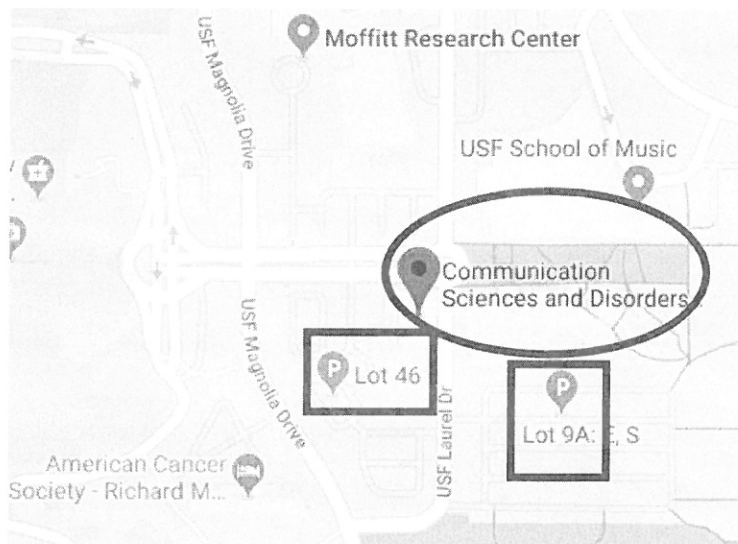 Moffitt Research Center
USF Magnolia Drive
USF School of Music
Communication
Sciences and Disorders
USF Magnolia Drive
P Lot 46
P
Lot 9A: E, S
USF Laurel Dr
American Cancer
Society - Richard M...